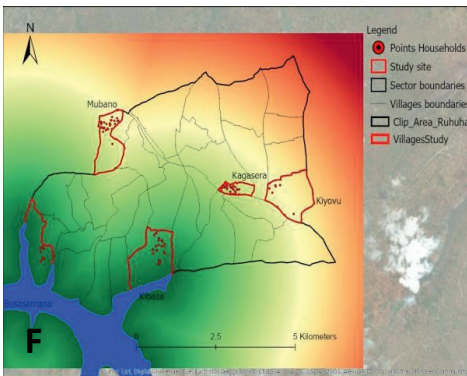 N
Legend
Points Households
Study site
Sector boundaries
Villages boundaries
Clip_Area_Ruhuha
VillagesStudy
Mubano
Kagasera
Kiyovu
Kibaza
Busasamana
F
0 2.5 5 Kilometers